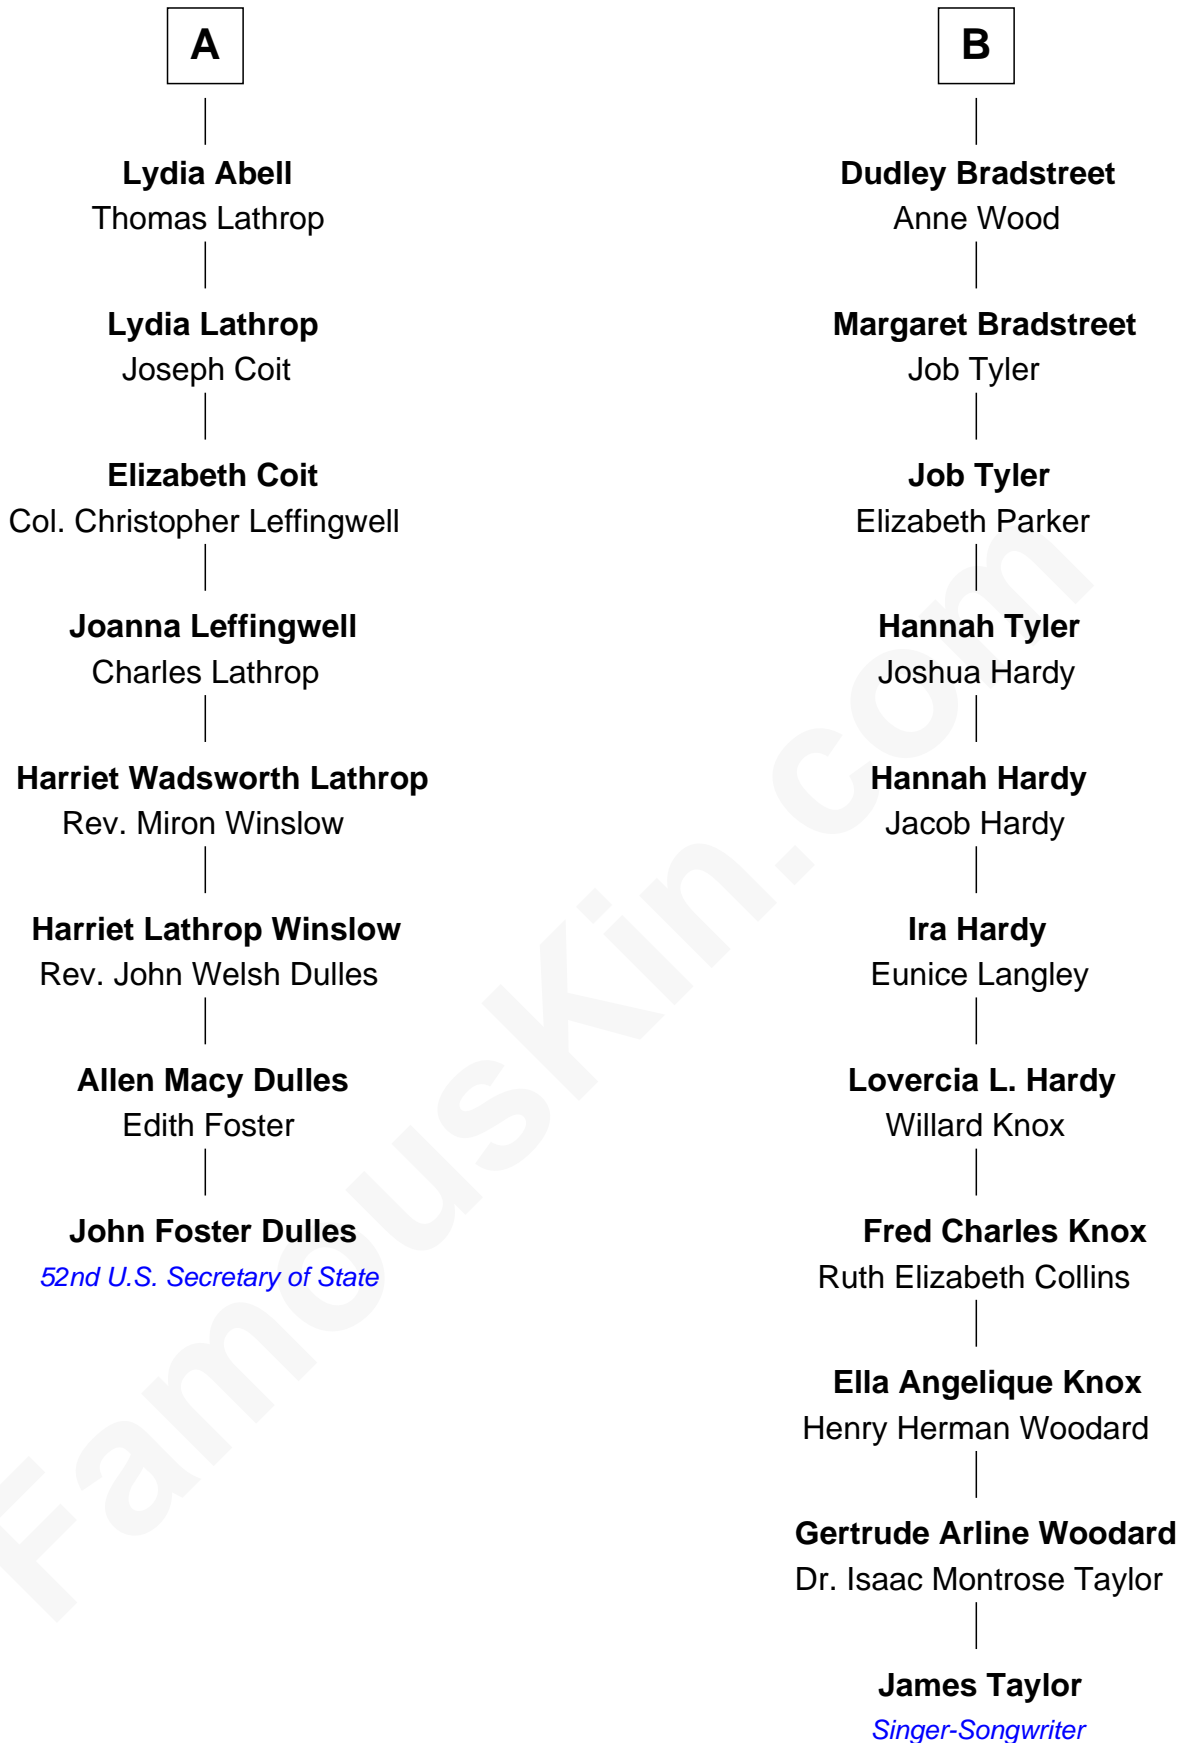 A
Lydia Abell
Thomas Lathrop
Lydia Lathrop
Joseph Coit
Elizabeth Coit
Col. Christopher Leffingwell
Joanna Leffingwell
Charles Lathrop
Harriet Wadsworth Lathrop
Rev. Miron Winslow
Harriet Lathrop Winslow
Rev. John Welsh Dulles
Allen Macy Dulles
Edith Foster
John Foster Dulles
52nd U.S. Secretary of State
B
Dudley Bradstreet
Anne Wood
Margaret Bradstreet
Job Tyler
Job Tyler
Elizabeth Parker
Hannah Tyler
Joshua Hardy
Hannah Hardy
Jacob Hardy
Ira Hardy
Eunice Langley
Lovercia L. Hardy
Willard Knox
Fred Charles Knox
Ruth Elizabeth Collins
Ella Angelique Knox
Henry Herman Woodard
Gertrude Arline Woodard
Dr. Isaac Montrose Taylor
James Taylor
Singer-Songwriter
FamousKin.com